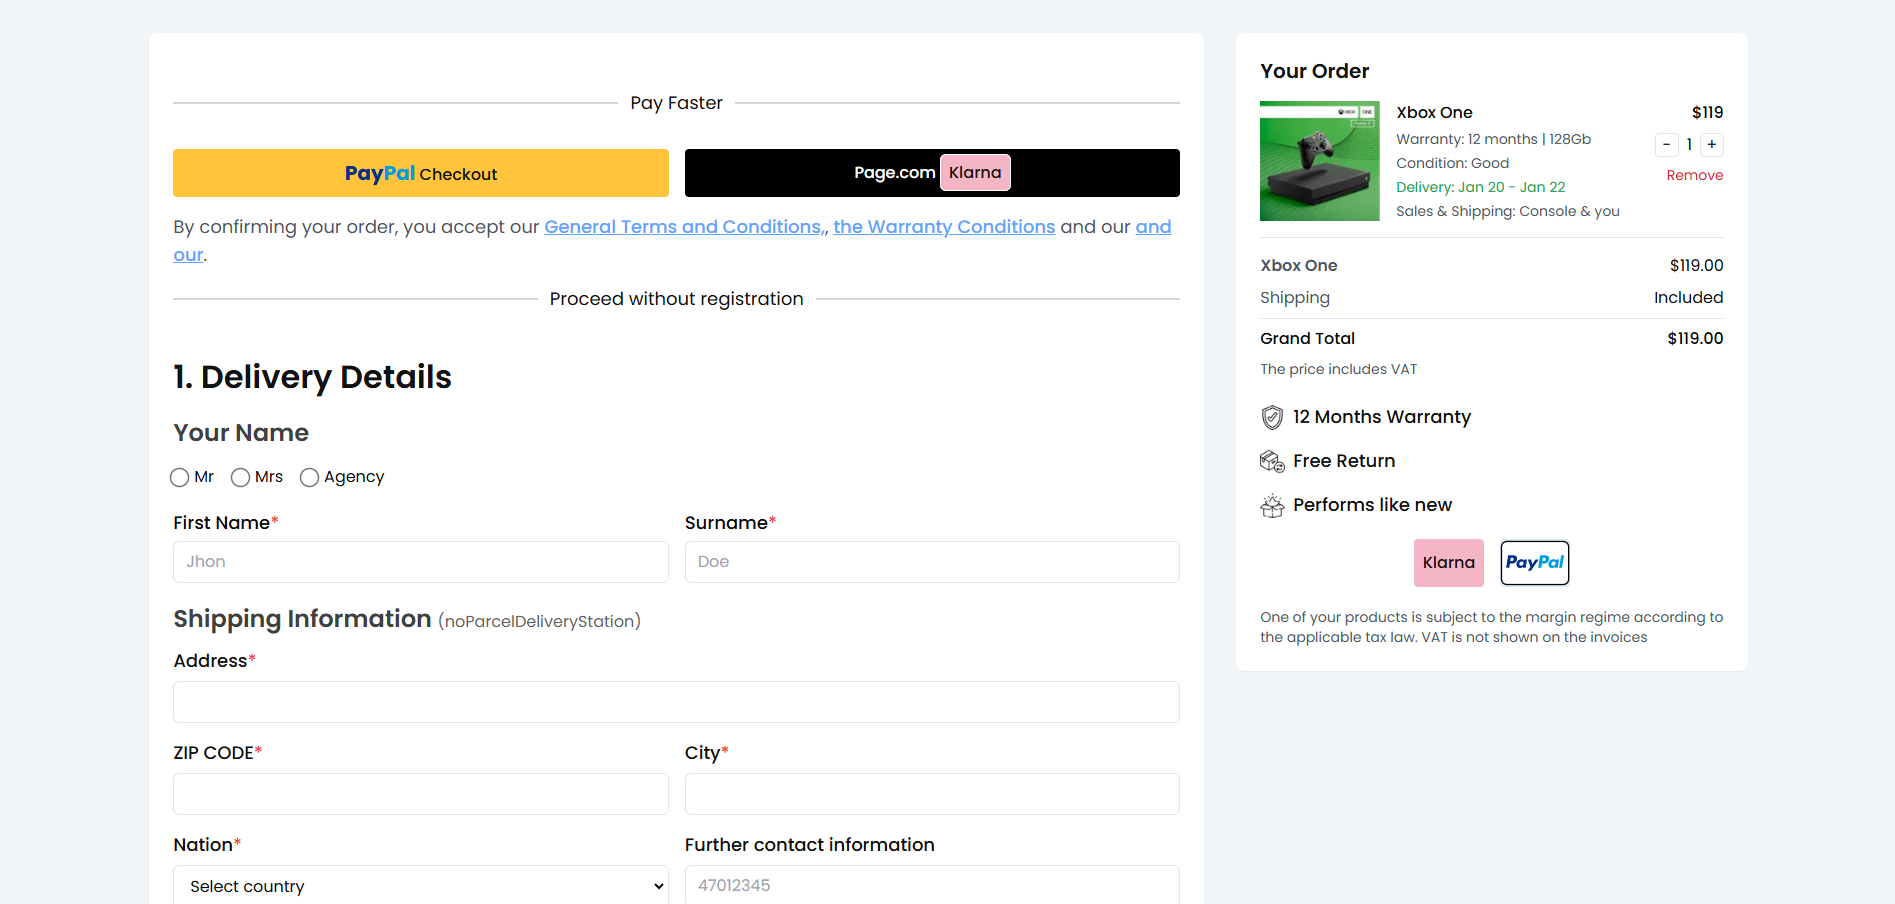 Pay Faster
PayPal Checkout
Page.com Klarna
By confirming your order, you accept our General Terms and Conditions,, the Warranty Conditions and our and
our.
Proceed without registration
1. Delivery Details
Your Name
Mr Mrs Agency
First Name* Surname*
Jhon Doe
Shipping Information (noParcelDeliveryStation)
Address*
ZIP CODE* City*
Nation* Further contact information
Select country 47012345
Your Order
XBOX ONE
Xbox One $119
Warranty: 12 months | 128Gb - 1 +
Condition: Good
Remove
Delivery: Jan 20 - Jan 22
Sales & Shipping: Console & you
Xbox One $119.00
Shipping Included
Grand Total $119.00
The price includes VAT
12 Months Warranty
Free Return
Performs like new
Klarna PayPal
One of your products is subject to the margin regime according to
the applicable tax law. VAT is not shown on the invoices